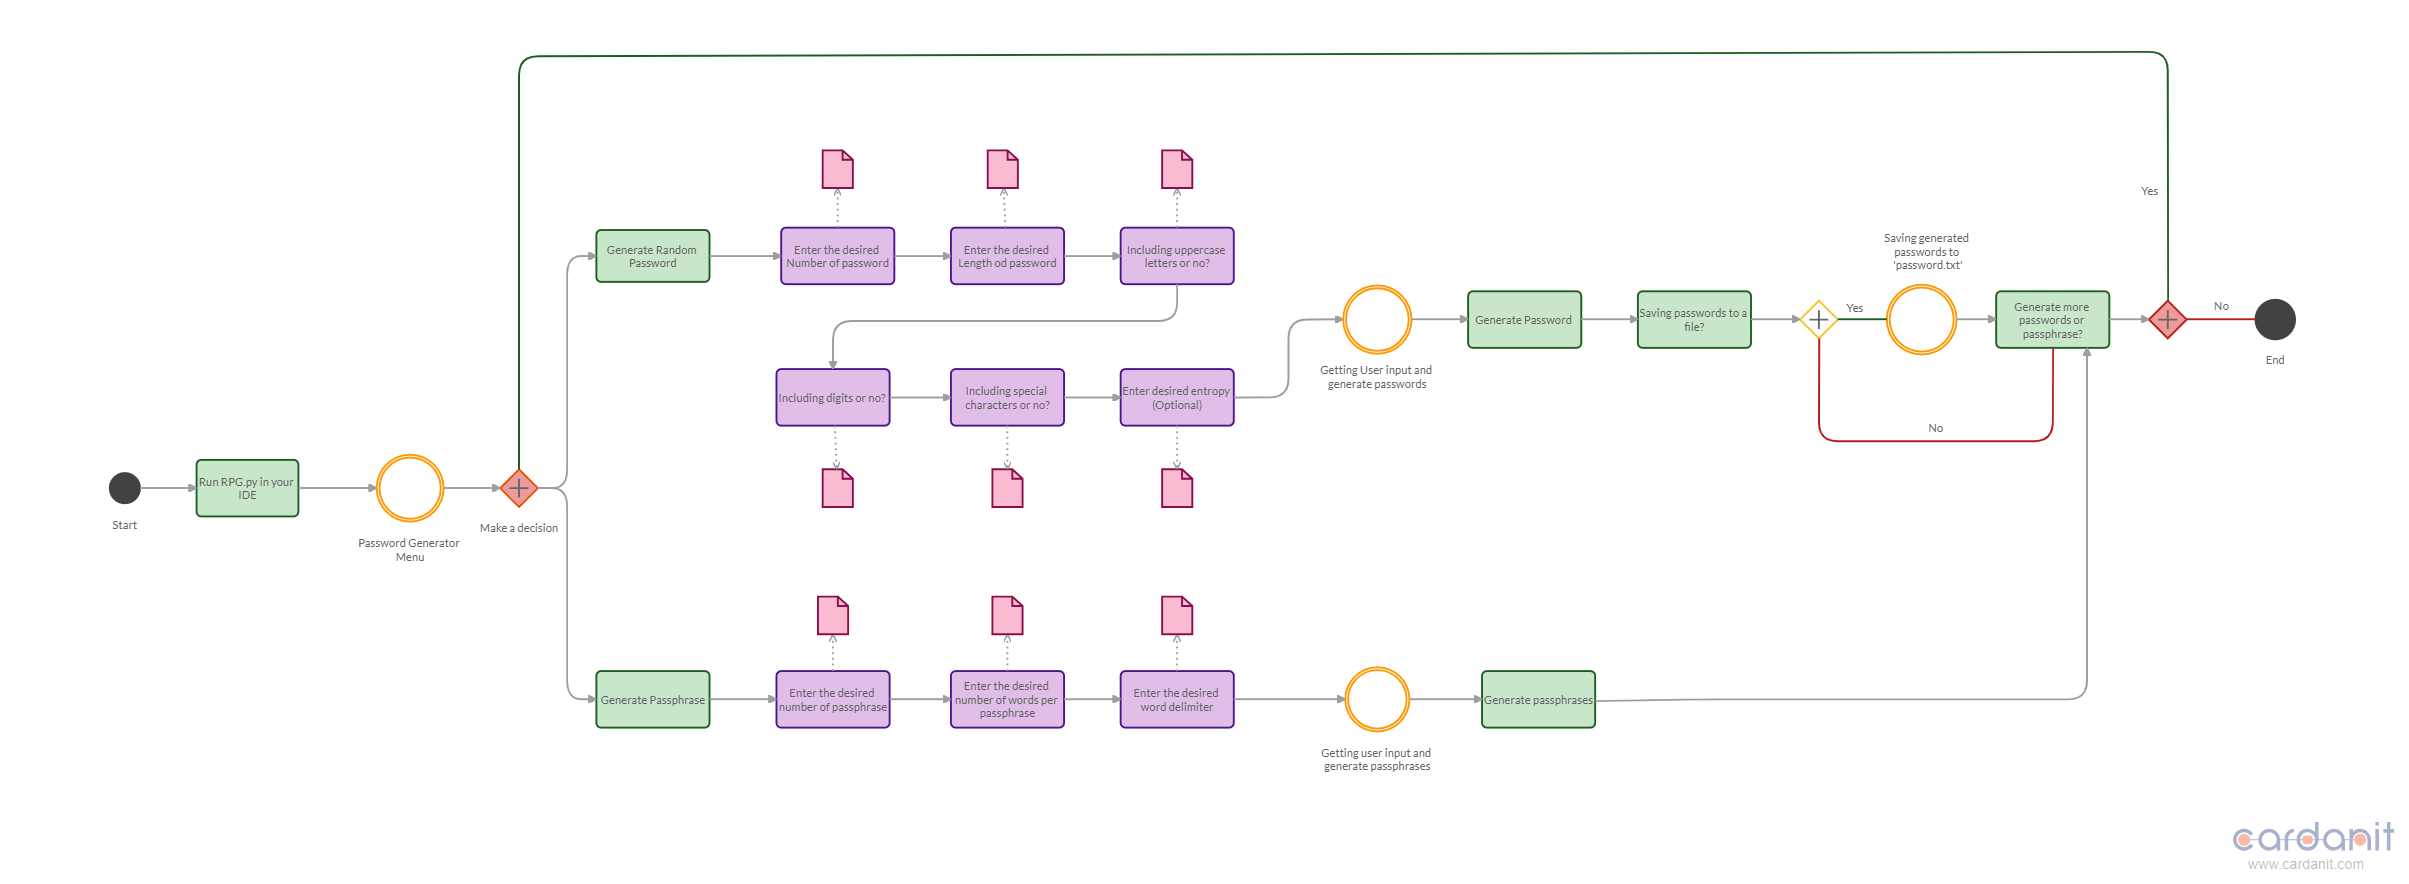 Yes
Saving generated
passwords to
'password.txt'
Generate Random
Password
Enter the desired
Number of password
Enter the desired
Length od password
Including uppercase
letters or no?
Getting User input and
generate passwords
Generate Password
Saving passwords to a
file?
Yes
Generate more
passwords or
passphrase?
No
End
Including digits or no?
Including special
characters or no?
Enter desired entropy
(Optional)
No
Start
Run RPG.py in your
IDE
Password Generator
Menu
Make a decision
Generate Passphrase
Enter the desired
number of passphrase
Enter the desired
number of words per
passphrase
Enter the desired
word delimiter
Getting user input and
generate passphrases
Generate passphrases
cardanit
www.cardanit.com